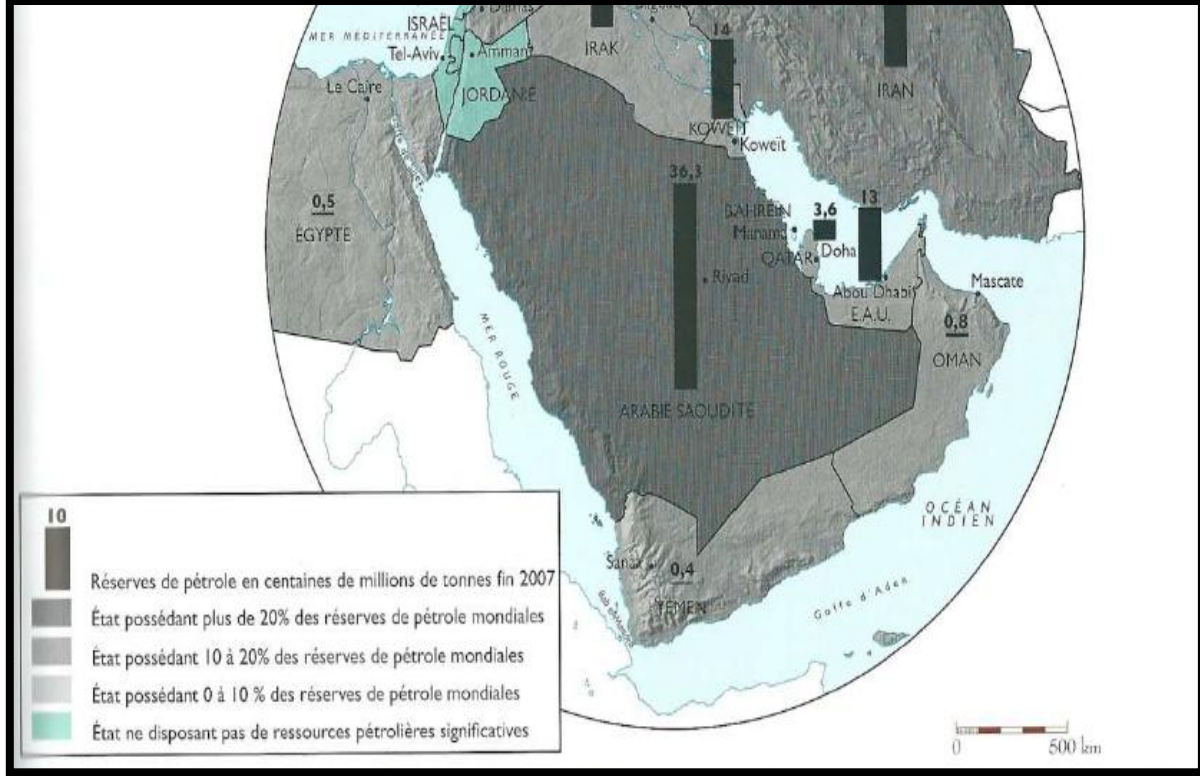 Damas
ISRAËL
MER MÉDITERRANÉE
Tel-Aviv
Amman
IRAK
14
Le Caire
JORDANIE
IRAN
KOWEÏT
Koweït
36,3
0,5
ÉGYPTE
BAHREÏN
3,6
13
Manama
QATAR
Doha
Riyad
Abou Dhabi
Mascate
E.A.U.
0,8
OMAN
MER ROUGE
ARABIE SAOUDITE
OCÉAN
INDIEN
Sanaa
0,4
YÉMEN
Golfe d'Aden
10
Réserves de pétrole en centaines de millions de tonnes fin 2007
État possédant plus de 20% des réserves de pétrole mondiales
État possédant 10 à 20% des réserves de pétrole mondiales
État possédant 0 à 10 % des réserves de pétrole mondiales
État ne disposant pas de ressources pétrolières significatives
0 500 km